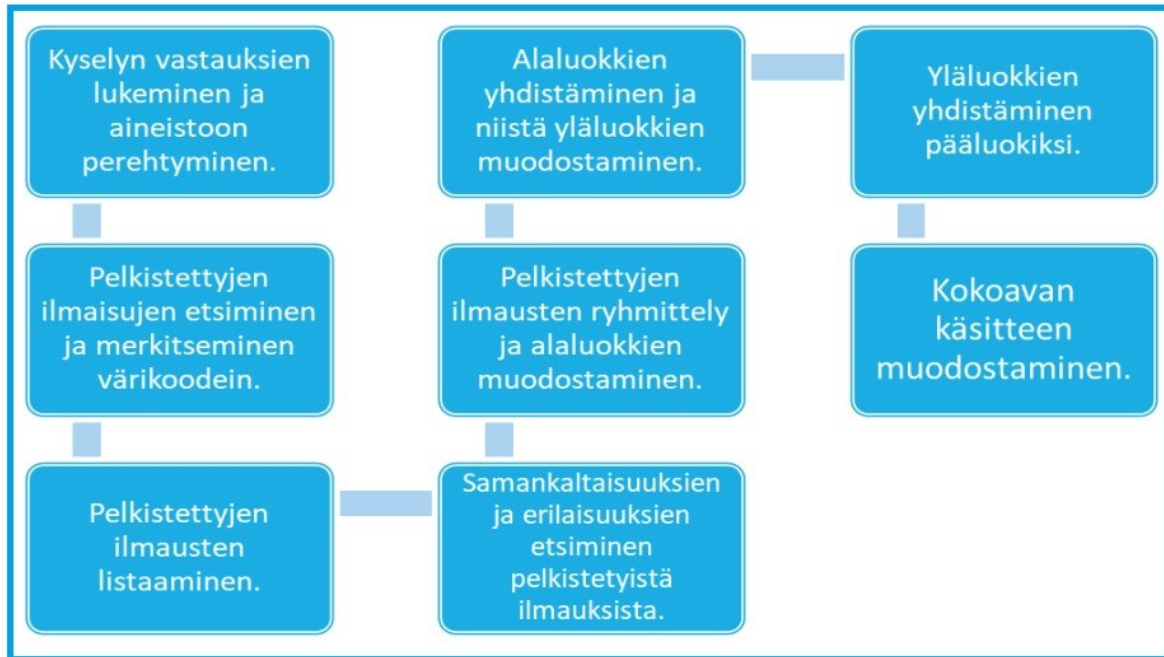 Kyselyn vastauksien
lukeminen ja
aineistoon
perehtyminen.
Pelkistettyjen
ilmaisujen etsiminen
ja merkitseminen
värikoodein.
Pelkistettyjen
ilmausten
listaaminen.
Samankaltaisuuksien
ja erilaisuuksien
etsiminen
pelkistetyistä
ilmauksista.
Pelkistettyjen
ilmausten ryhmittely
ja alaluokkien
muodostaminen.
Alaluokkien
yhdistäminen ja
niistä yläluokkien
muodostaminen.
Yläluokkien
yhdistäminen
pääluokiksi.
Kokoavan
käsitteen
muodostaminen.